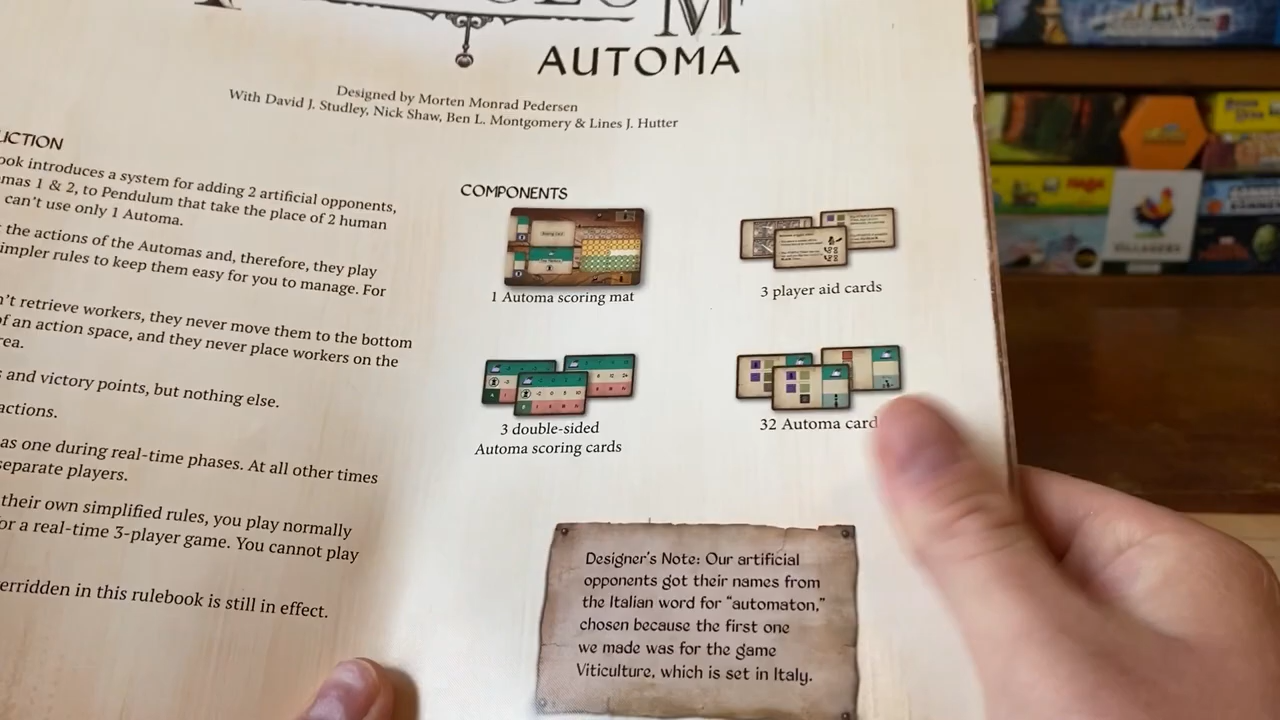 AUTOMA
Designed by Morten Monrad Pedersen
With David J. Studley, Nick Shaw, Ben L. Montgomery & Lines J. Hutter
introduces a system for adding 2 artificial opponents,
1 & 2, to Pendulum that take the place of 2 human
can't use only 1 Automa.
the actions of the Automas and, therefore, they play
simpler rules to keep them easy for you to manage. For
retrieve workers, they never move them to the bottom
of an action space, and they never place workers on the
and victory points, but nothing else.
actions.
as one during real-time phases. At all other times
separate players.
their own simplified rules, you play normally
for a real-time 3-player game. You cannot play
in this rulebook is still in effect.
COMPONENTS
1 Automa scoring mat
3 player aid cards
3 double-sided
Automa scoring cards
32 Automa card
Designer's Note: Our artificial
opponents got their names from
the Italian word for "automaton,"
chosen because the first one
we made was for the game
Viticulture, which is set in Italy.
HABA
VILLAGERS